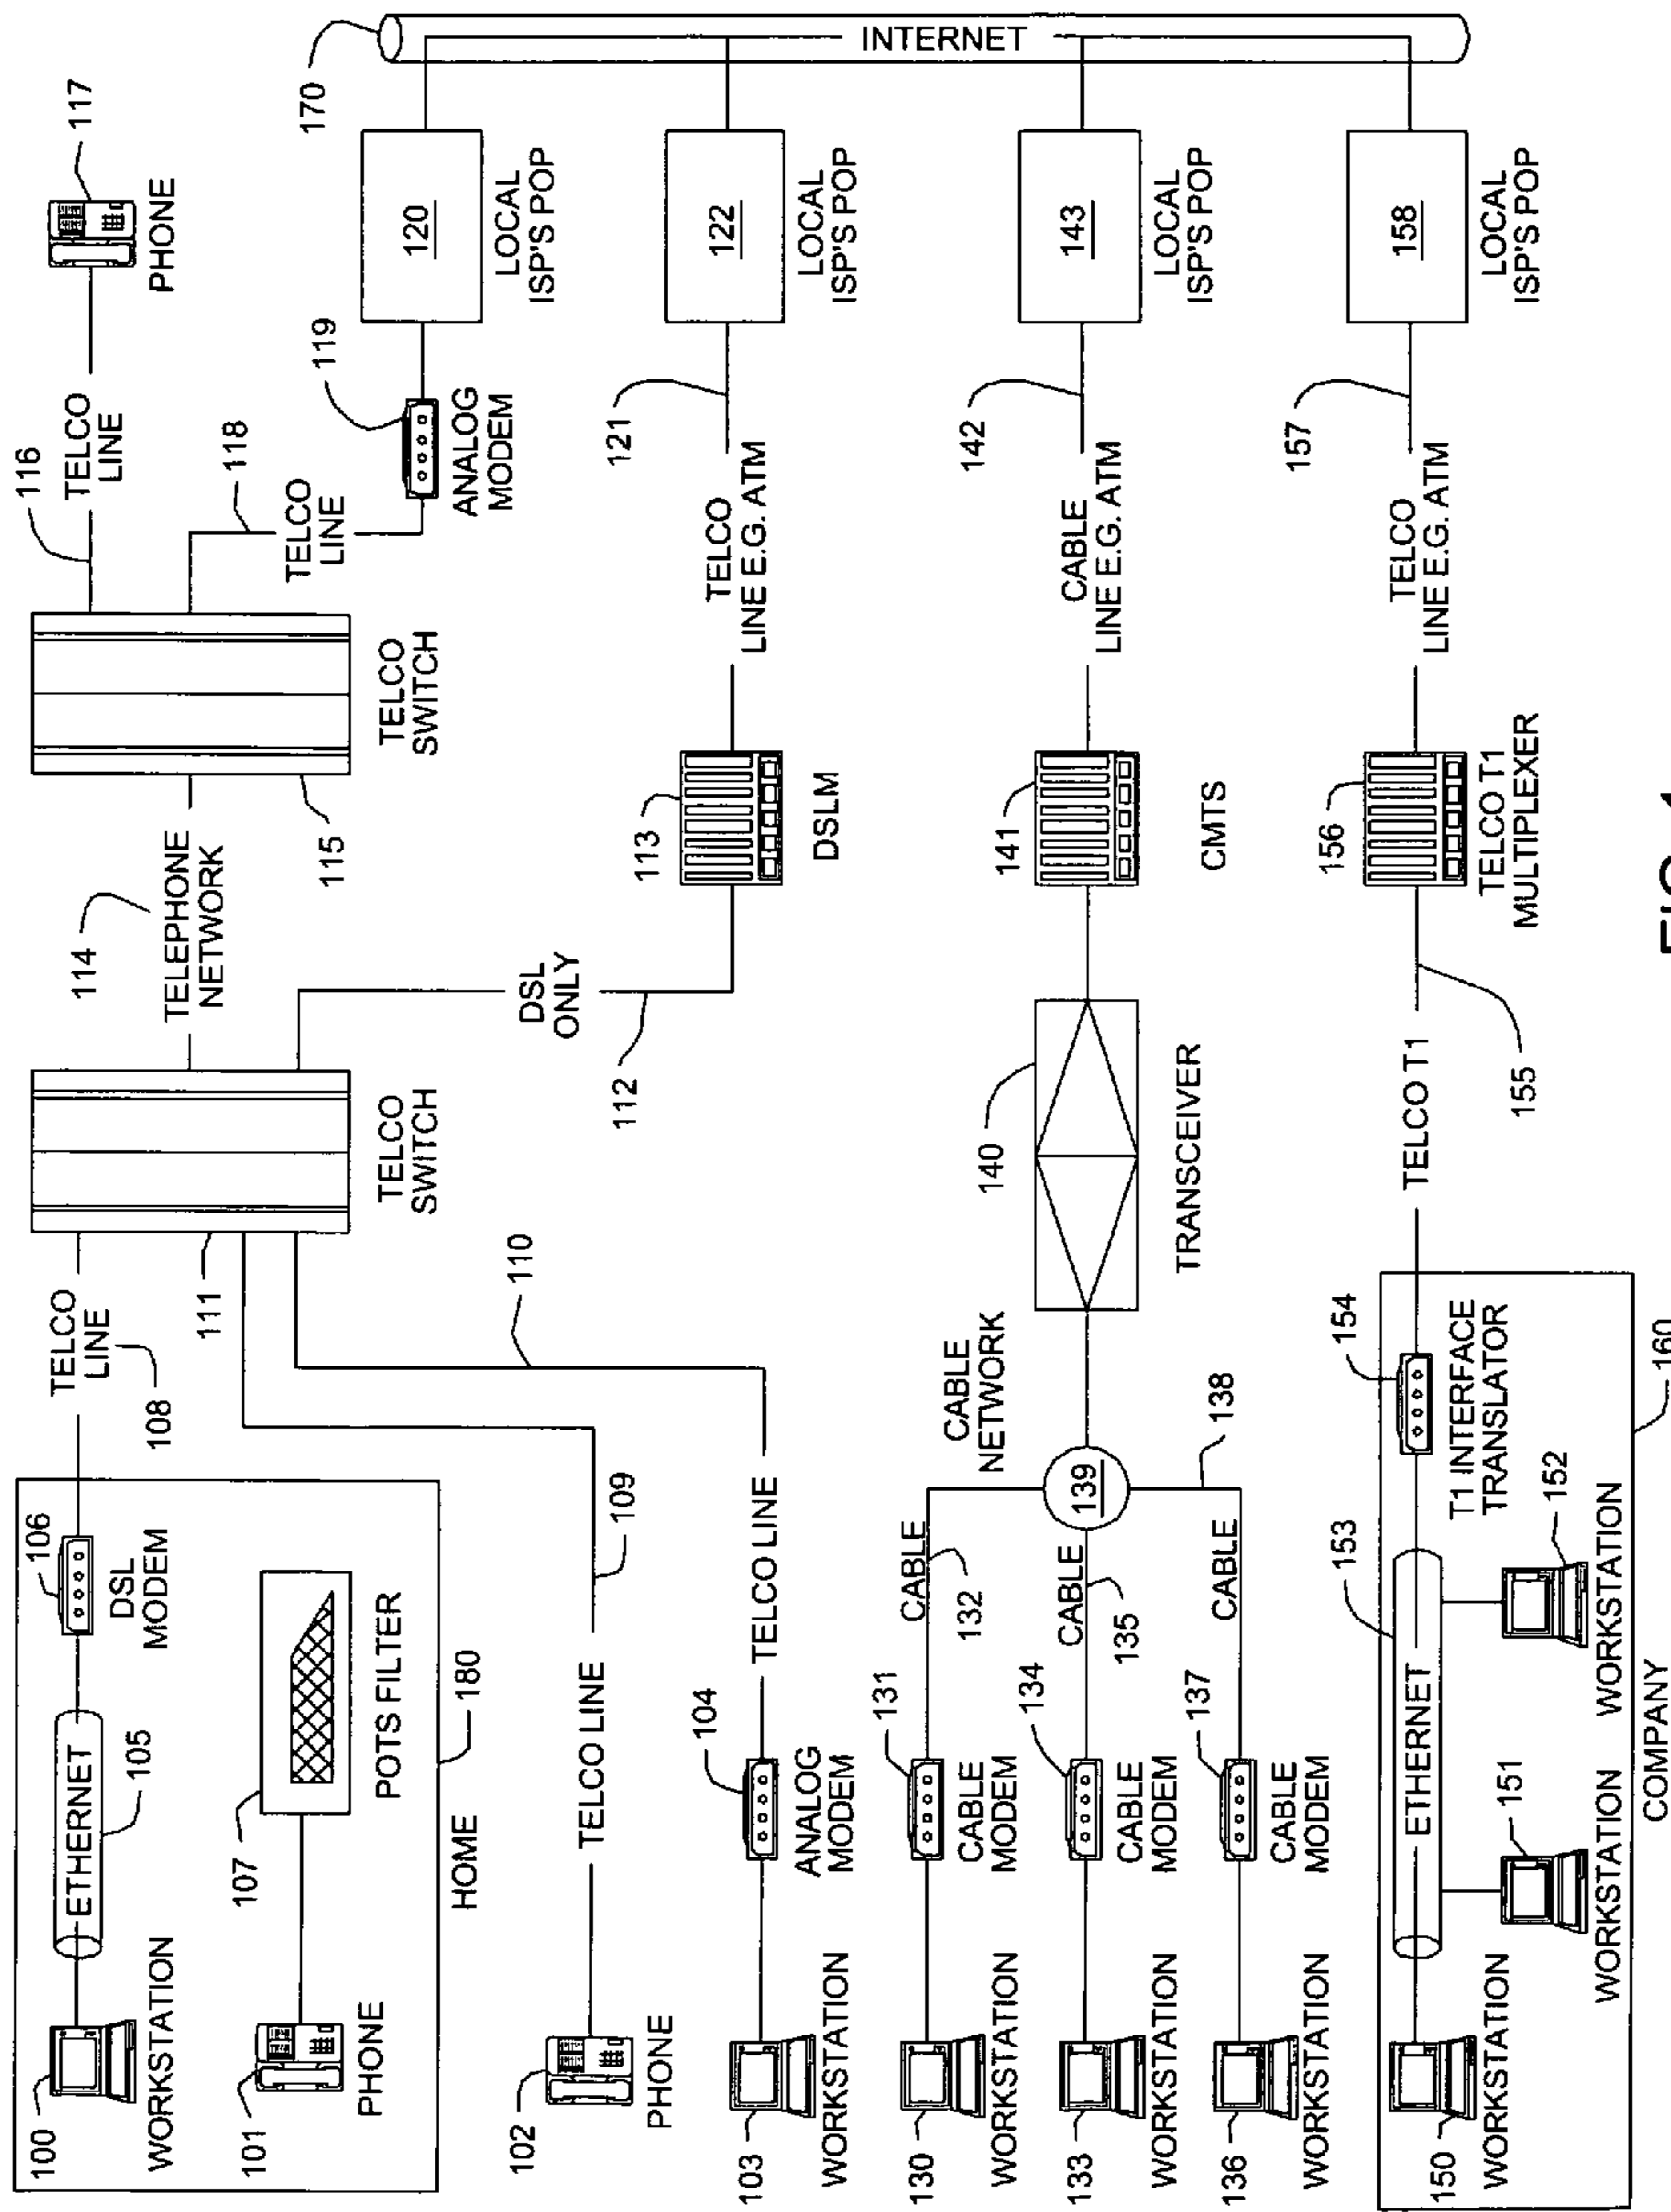 100
WORKSTATION
ETHERNET
105
106
DSL
MODEM
101
PHONE
107
POTS FILTER
HOME
180
TELCO
LINE
108
111
TELCO
SWITCH
114
TELEPHONE
NETWORK
115
TELCO
SWITCH
116
TELCO
LINE
117
PHONE
118
TELCO
LINE
119
ANALOG
MODEM
120
LOCAL
ISP'S POP
170
INTERNET
102
PHONE
TELCO LINE
109
110
103
WORKSTATION
104
ANALOG
MODEM
TELCO LINE
112
DSL
ONLY
113
DSLM
TELCO
LINE E.G. ATM
121
122
LOCAL
ISP'S POP
130
WORKSTATION
131
CABLE
MODEM
CABLE
132
133
WORKSTATION
134
CABLE
MODEM
CABLE
135
136
WORKSTATION
137
CABLE
MODEM
CABLE
138
139
CABLE
NETWORK
140
TRANSCEIVER
141
CMTS
CABLE
LINE E.G. ATM
142
143
LOCAL
ISP'S POP
150
WORKSTATION
151
WORKSTATION
152
WORKSTATION
ETHERNET
153
154
T1 INTERFACE
TRANSLATOR
COMPANY
160
TELCO T1
155
156
TELCO T1
MULTIPLEXER
TELCO
LINE E.G. ATM
157
158
LOCAL
ISP'S POP